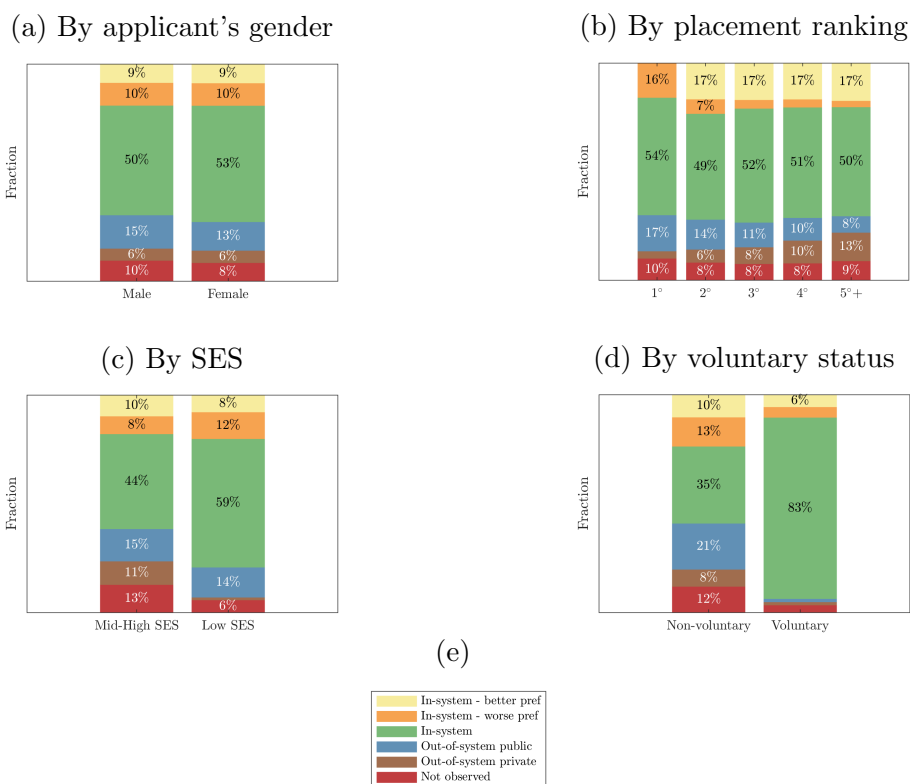 (a) By applicant's gender
Fraction
9%
9%
10%
10%
50%
53%
15%
13%
6%
6%
10%
8%
Male
Female
(b) By placement ranking
Fraction
16%
17%
17%
17%
17%
7%
54%
49%
52%
51%
50%
17%
14%
11%
10%
8%
6%
8%
10%
13%
10%
8%
8%
8%
9%
1°
2°
3°
4°
5°+
(c) By SES
Fraction
10%
8%
8%
12%
44%
59%
15%
14%
11%
13%
6%
Mid-High SES
Low SES
(d) By voluntary status
Fraction
10%
6%
13%
35%
83%
21%
8%
12%
Non-voluntary
Voluntary
(e)
In-system - better pref
In-system - worse pref
In-system
Out-of-system public
Out-of-system private
Not observed